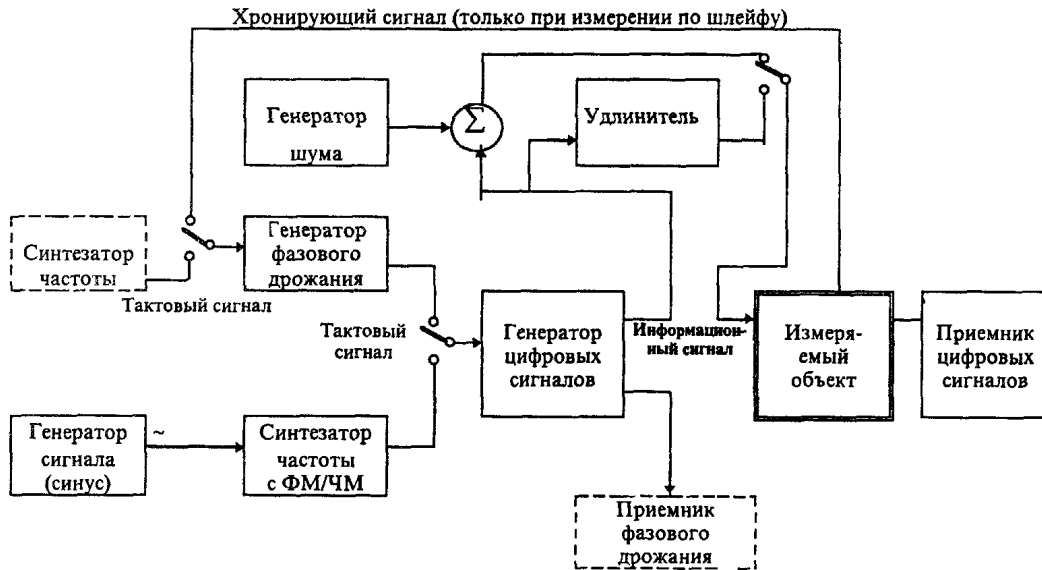 Хронирующий сигнал (только при измерении по шлейфу)
Генератор
шума
Σ
Удлинитель
Синтезатор
частоты
Тактовый сигнал
Генератор
фазового
дрожания
Тактовый
сигнал
Генератор
цифровых
сигналов
Информацион-
ный сигнал
Измеря-
емый
объект
Приемник
цифровых
сигналов
Генератор
сигнала
(синус)
~
Синтезатор
частоты
с ФМ/ЧМ
Приемник
фазового
дрожания